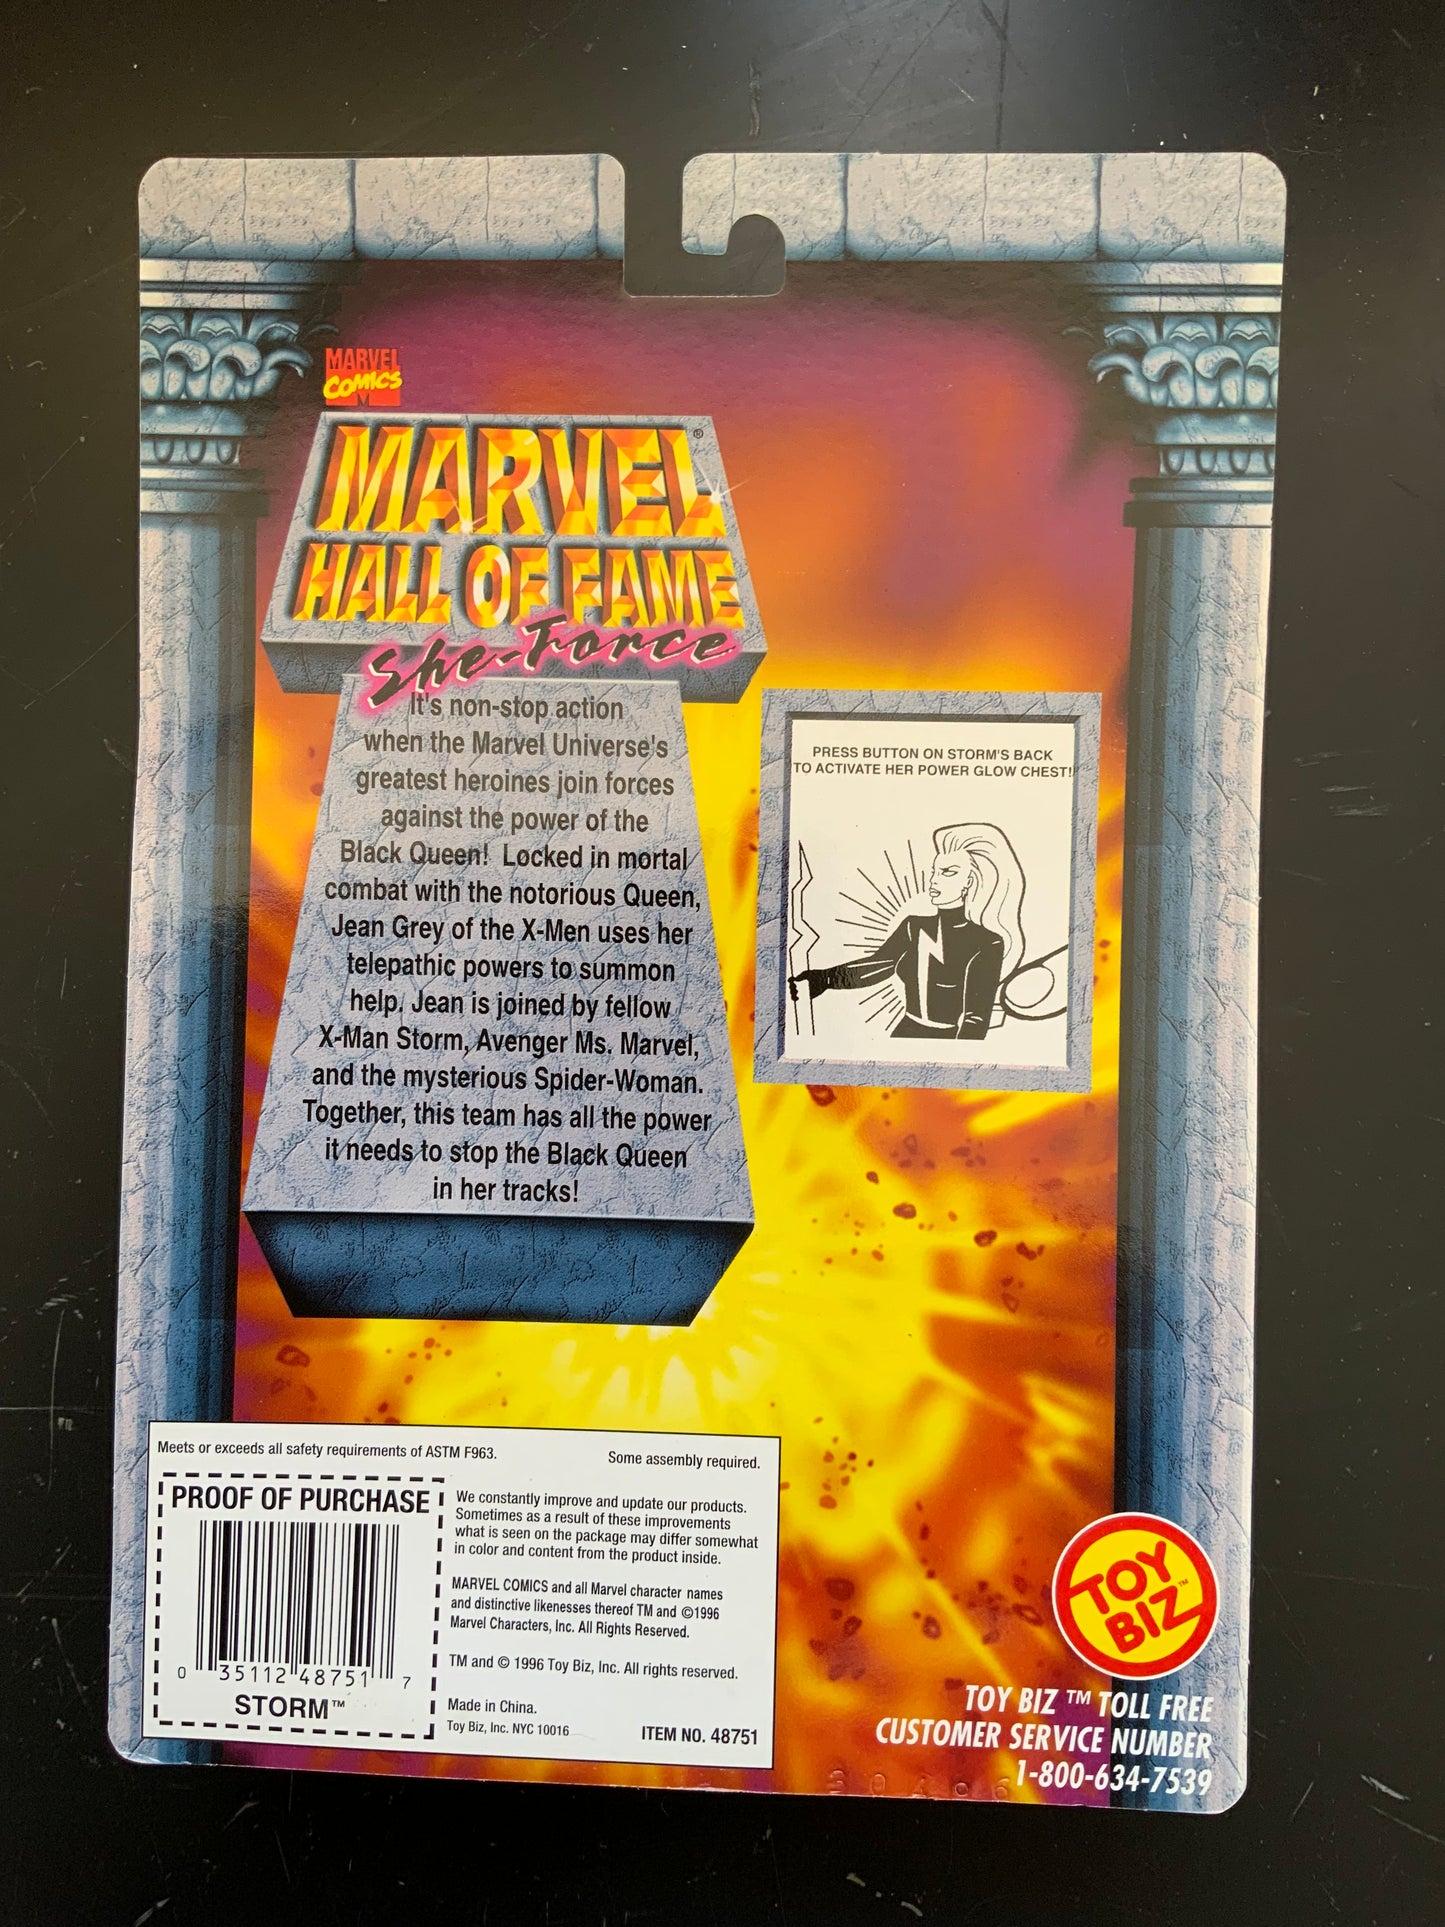 MARVEL
COMICS
M
MARVEL®
HALL OF FAME
She-Force
It's non-stop action
when the Marvel Universe's
greatest heroines join forces
against the power of the
Black Queen! Locked in mortal
combat with the notorious Queen,
Jean Grey of the X-Men uses her
telepathic powers to summon
help. Jean is joined by fellow
X-Man Storm, Avenger Ms. Marvel,
and the mysterious Spider-Woman.
Together, this team has all the power
it needs to stop the Black Queen
in her tracks!
PRESS BUTTON ON STORM'S BACK
TO ACTIVATE HER POWER GLOW CHEST!
Meets or exceeds all safety requirements of ASTM F963.
Some assembly required.
PROOF OF PURCHASE
0 35112 48751 7
STORM™
We constantly improve and update our products.
Sometimes as a result of these improvements
what is seen on the package may differ somewhat
in color and content from the product inside.
MARVEL COMICS and all Marvel character names
and distinctive likenesses thereof TM and ©1996
Marvel Characters, Inc. All Rights Reserved.
TM and © 1996 Toy Biz, Inc. All rights reserved.
Made in China.
Toy Biz, Inc. NYC 10016
ITEM NO. 48751
TOY
BIZ™
TOY BIZ ™ TOLL FREE
CUSTOMER SERVICE NUMBER
1-800-634-7539